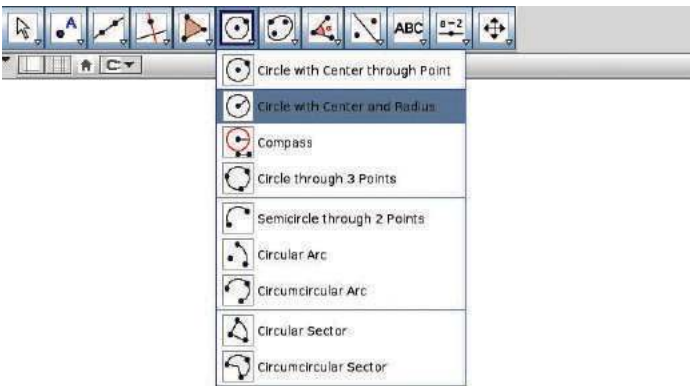 A
ABC
a=2
Circle with Center through Point
Circle with Center and Radius
Compass
Circle through 3 Points
Semicircle through 2 Points
Circular Arc
Circumcircular Arc
Circular Sector
Circumcircular Sector